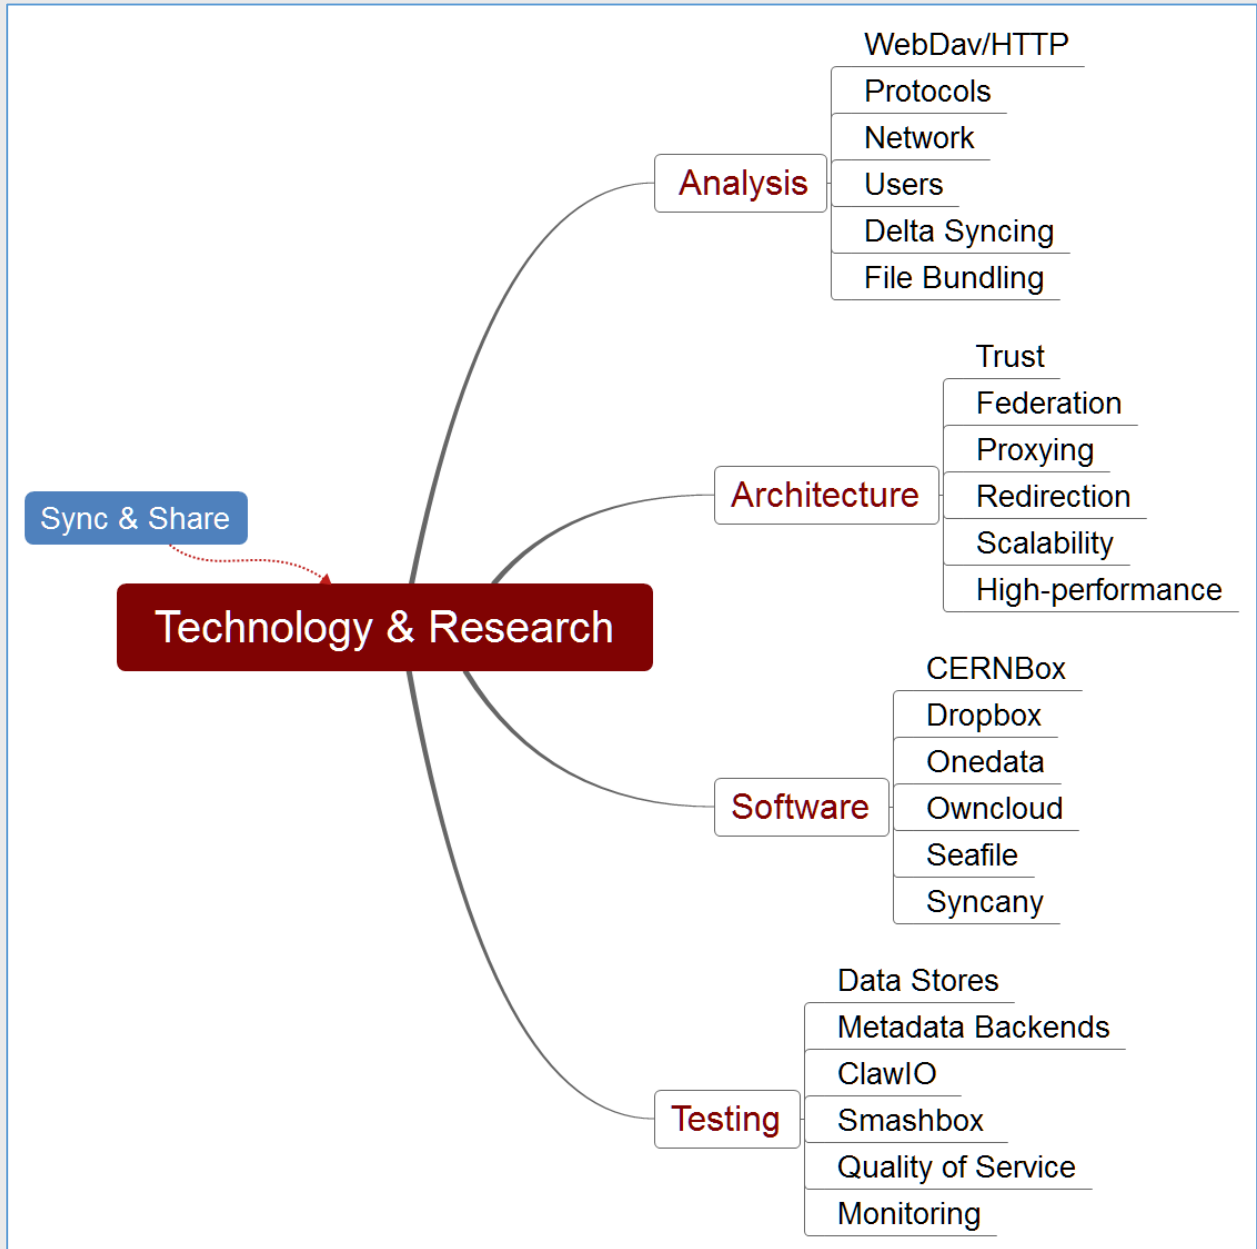 Sync & Share
Technology & Research
Analysis
WebDav/HTTP
Protocols
Network
Users
Delta Syncing
File Bundling
Architecture
Trust
Federation
Proxying
Redirection
Scalability
High-performance
Software
CERNBox
Dropbox
Onedata
Owncloud
Seafile
Syncany
Testing
Data Stores
Metadata Backends
ClawIO
Smashbox
Quality of Service
Monitoring